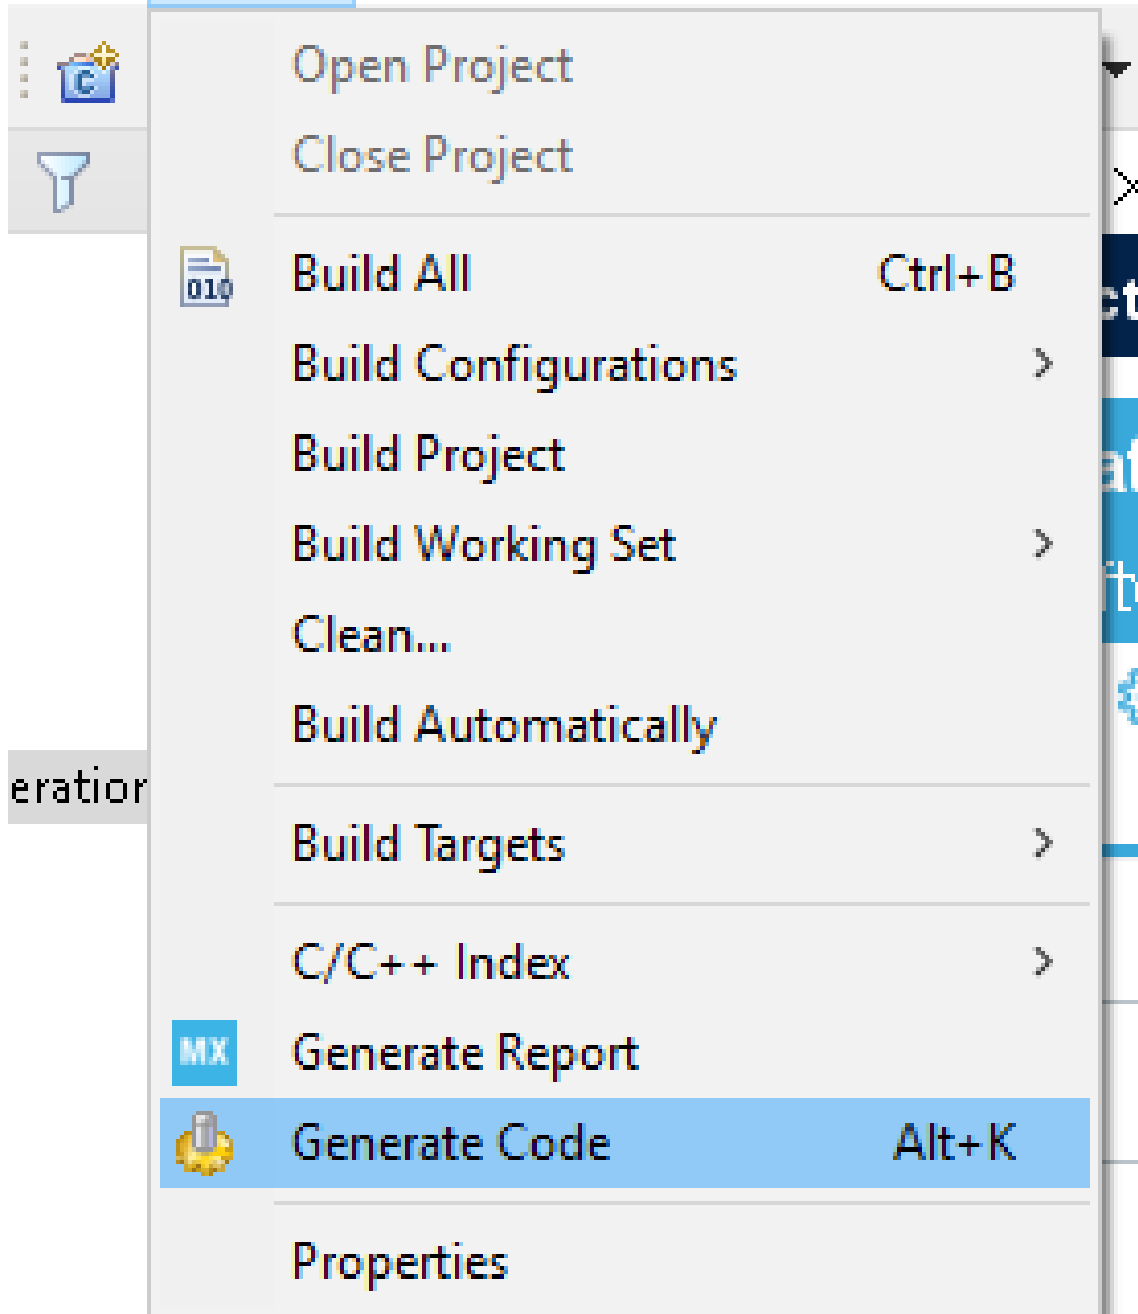 Open Project
Close Project
Build All Ctrl+B
Build Configurations
Build Project
Build Working Set
Clean...
Build Automatically
eration
Build Targets
C/C++ Index
MX Generate Report
Generate Code Alt+K
Properties